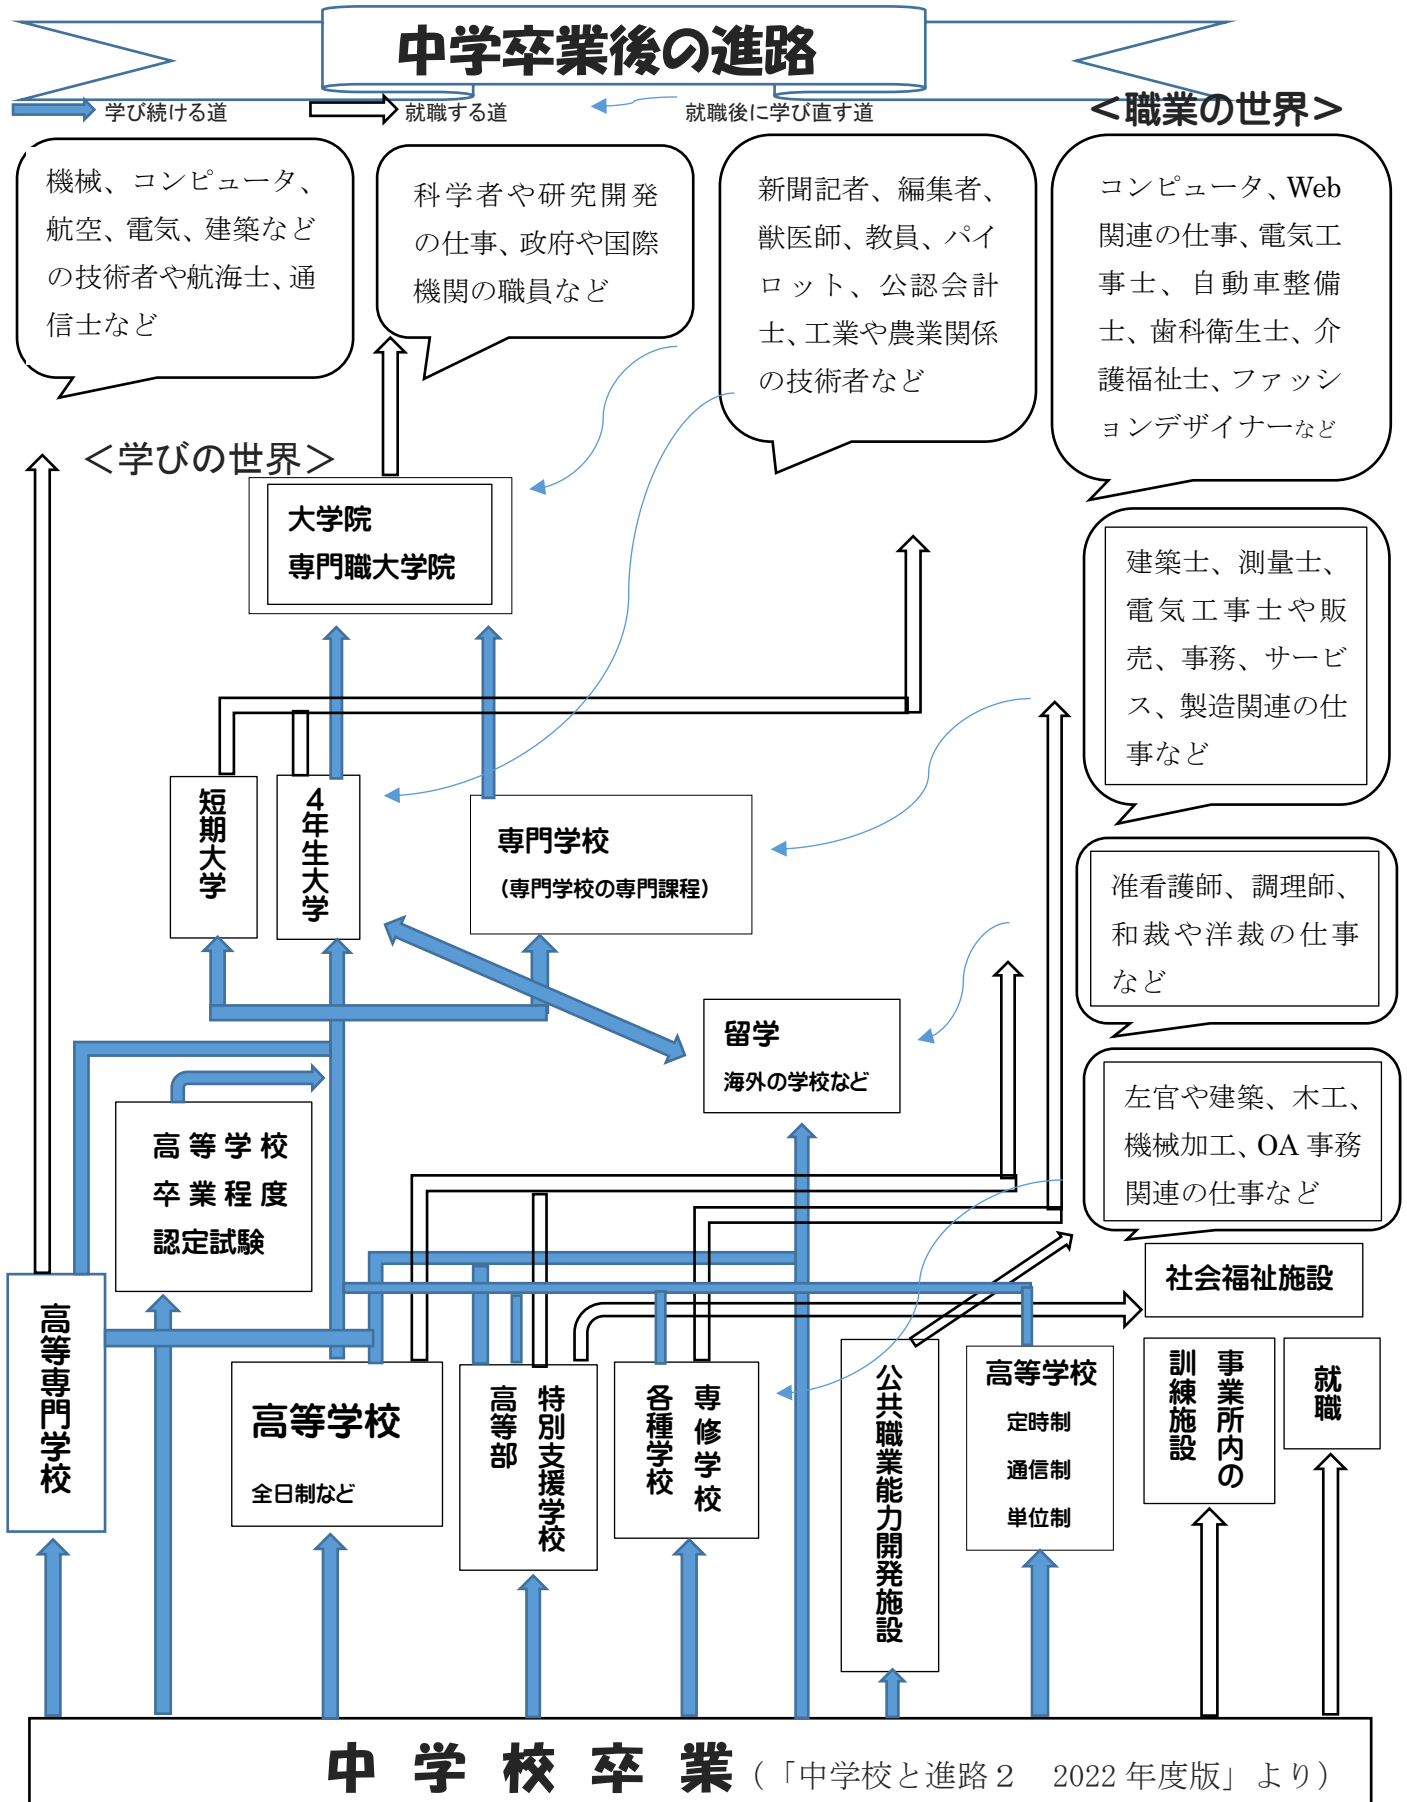 中学卒業後の進路
学び続ける道
就職する道
就職後に学び直す道
＜職業の世界＞
機械、コンピュータ、
航空、電気、建築など
の技術者や航海士、通
信士など
科学者や研究開発
の仕事、政府や国際
機関の職員など
新聞記者、編集者、
獣医師、教員、パイ
ロット、公認会計
士、工業や農業関係
の技術者など
コンピュータ、Web
関連の仕事、電気工
事士、自動車整備
士、歯科衛生士、介
護福祉士、ファッシ
ョンデザイナーなど
＜学びの世界＞
大学院
専門職大学院
建築士、測量士、
電気工事士や販
売、事務、サービ
ス、製造関連の仕
事など
短期大学
４年生大学
専門学校
（専門学校の専門課程）
准看護師、調理師、
和裁や洋裁の仕事
など
留学
海外の学校など
左官や建築、木工、
機械加工、OA 事務
関連の仕事など
高等学校
卒業程度
認定試験
社会福祉施設
高等専門学校
高等学校
全日制など
特別支援学校
高等部
専修学校
各種学校
公共職業能力開発施設
高等学校
定時制
通信制
単位制
事業所内の
訓練施設
就職
中学校卒業（「中学校と進路２　2022 年度版」より）